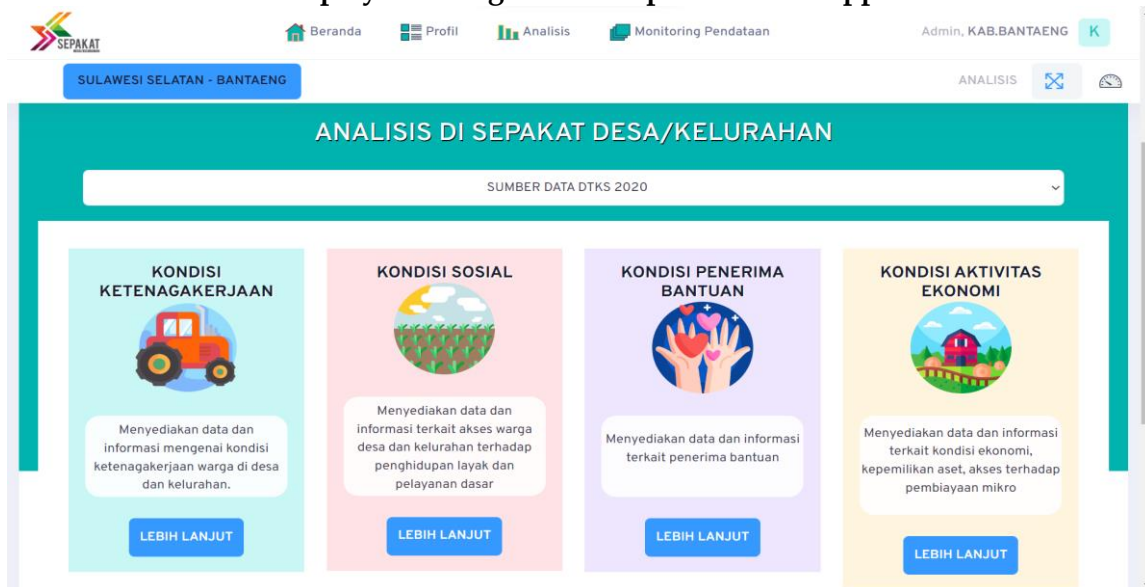 SEPAKAT
Beranda
Profil
Analisis
Monitoring Pendataan
Admin, KAB.BANTAENG
K
SULAWESI SELATAN - BANTAENG
ANALISIS
ANALISIS DI SEPAKAT DESA/KELURAHAN
SUMBER DATA DTKS 2020
KONDISI
KETENAGAKERJAAN
Menyediakan data dan
informasi mengenai kondisi
ketenagakerjaan warga di desa
dan kelurahan.
LEBIH LANJUT
KONDISI SOSIAL
Menyediakan data dan
informasi terkait akses warga
desa dan kelurahan terhadap
penghidupan layak dan
pelayanan dasar
LEBIH LANJUT
KONDISI PENERIMA
BANTUAN
Menyediakan data dan informasi
terkait penerima bantuan
LEBIH LANJUT
KONDISI AKTIVITAS
EKONOMI
Menyediakan data dan informasi
terkait kondisi ekonomi,
kepemilikan aset, akses terhadap
pembiayaan mikro
LEBIH LANJUT